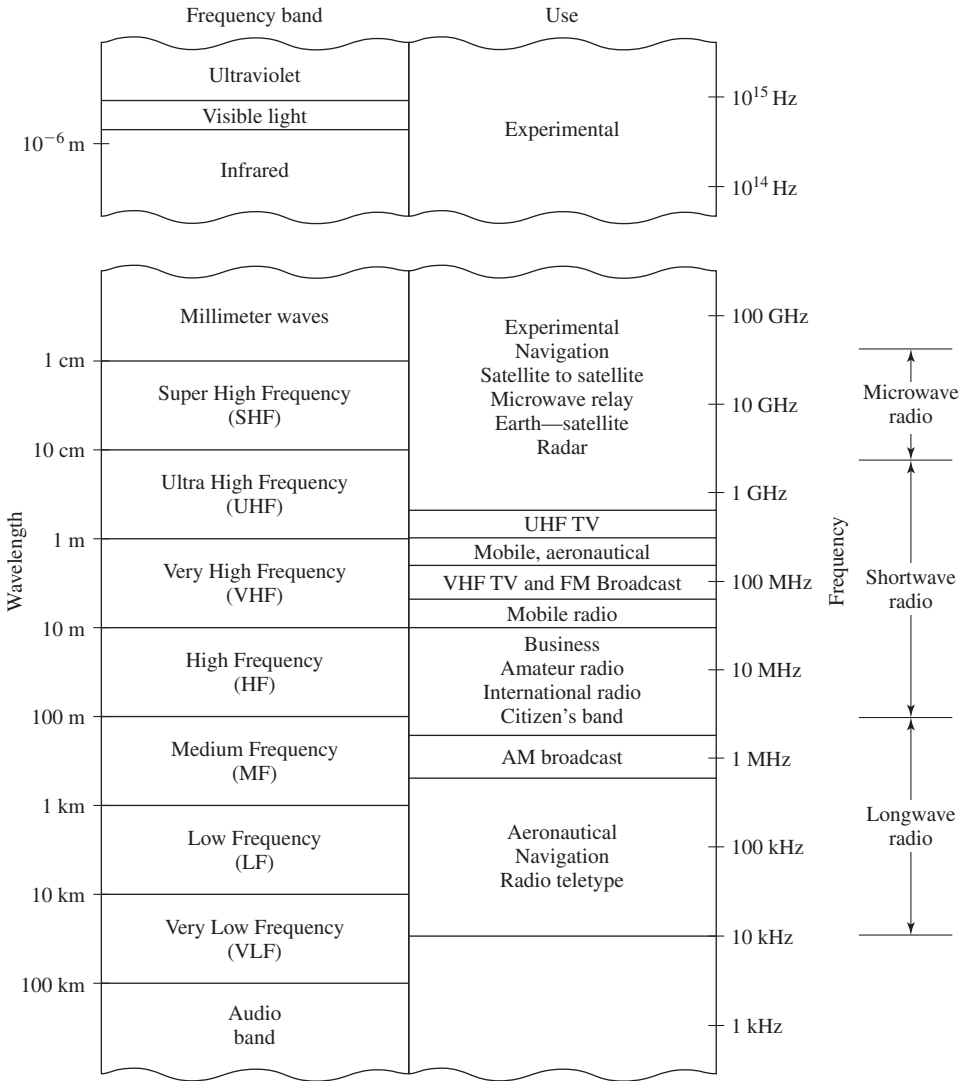 Frequency band
Use
Ultraviolet
10¹⁵ Hz
Visible light
Experimental
10⁻⁶ m
Infrared
10¹⁴ Hz
Millimeter waves
100 GHz
Experimental
Navigation
Satellite to satellite
Microwave relay
Earth—satellite
Radar
1 cm
Super High Frequency
(SHF)
10 GHz
Microwave
radio
10 cm
Ultra High Frequency
(UHF)
1 GHz
UHF TV
1 m
Mobile, aeronautical
Wavelength
Very High Frequency
(VHF)
VHF TV and FM Broadcast
100 MHz
Frequency
Shortwave
radio
Mobile radio
10 m
High Frequency
(HF)
Business
Amateur radio
International radio
Citizen's band
10 MHz
100 m
Medium Frequency
(MF)
AM broadcast
1 MHz
1 km
Longwave
radio
Low Frequency
(LF)
Aeronautical
Navigation
Radio teletype
100 kHz
10 km
Very Low Frequency
(VLF)
10 kHz
100 km
Audio
band
1 kHz